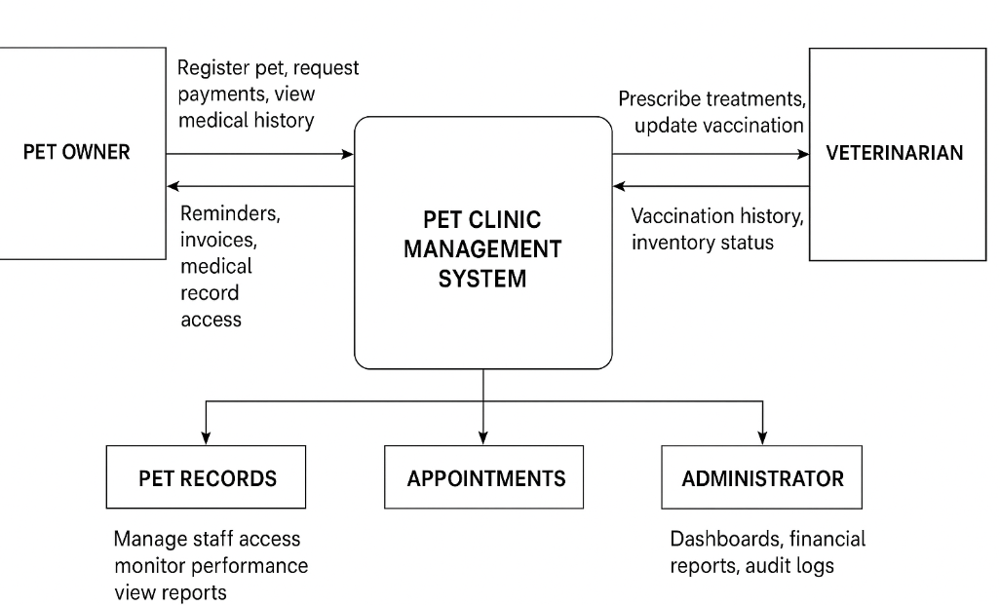 Register pet, request
payments, view
medical history
PET OWNER
Reminders,
invoices,
medical
record
access
PET CLINIC
MANAGEMENT
SYSTEM
Prescribe treatments,
update vaccination
VETERINARIAN
Vaccination history,
inventory status
PET RECORDS
APPOINTMENTS
ADMINISTRATOR
Manage staff access
monitor performance
view reports
Dashboards, financial
reports, audit logs